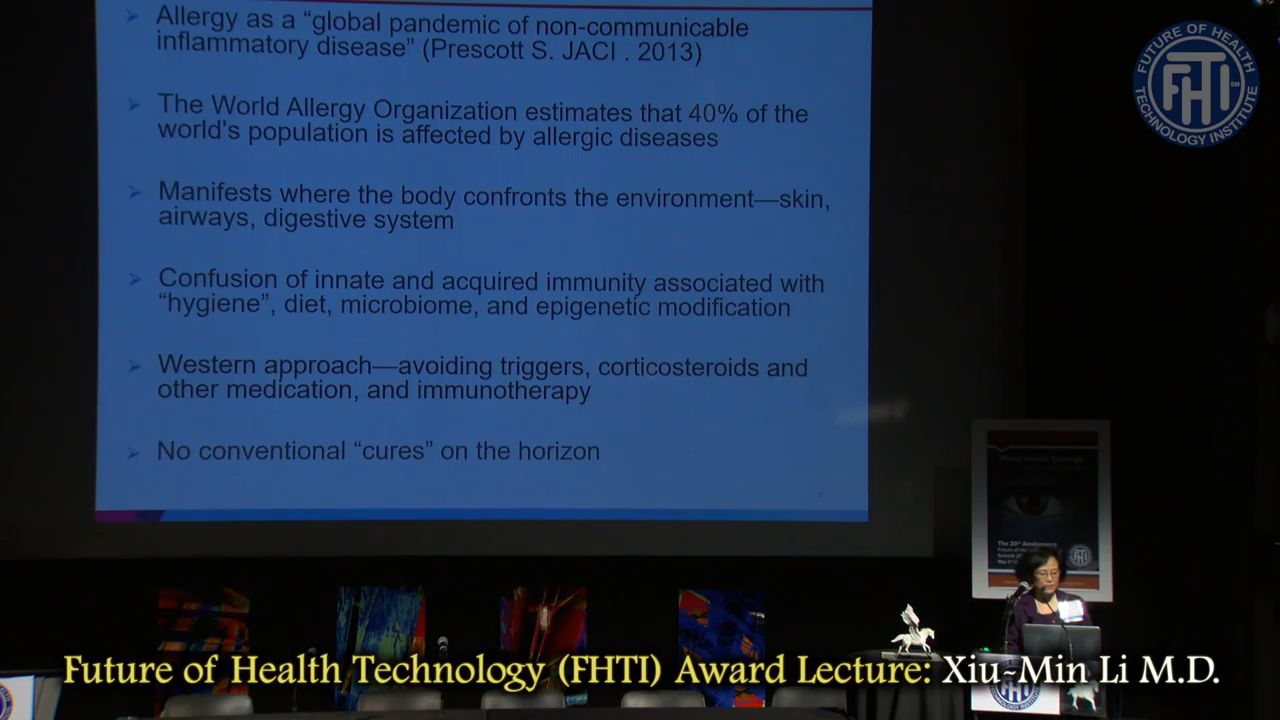 Allergy as a “global pandemic of non-communicable
inflammatory disease” (Prescott S. JACI . 2013)
The World Allergy Organization estimates that 40% of the
world's population is affected by allergic diseases
Manifests where the body confronts the environment—skin,
airways, digestive system
Confusion of innate and acquired immunity associated with
“hygiene”, diet, microbiome, and epigenetic modification
Western approach—avoiding triggers, corticosteroids and
other medication, and immunotherapy
No conventional “cures” on the horizon
FUTURE OF HEALTH
FHTI
SM
TECHNOLOGY INSTITUTE
The 20th Anniversary
Future of Health Technology (FHTI) Award Lecture: Xiu-Min Li M.D.